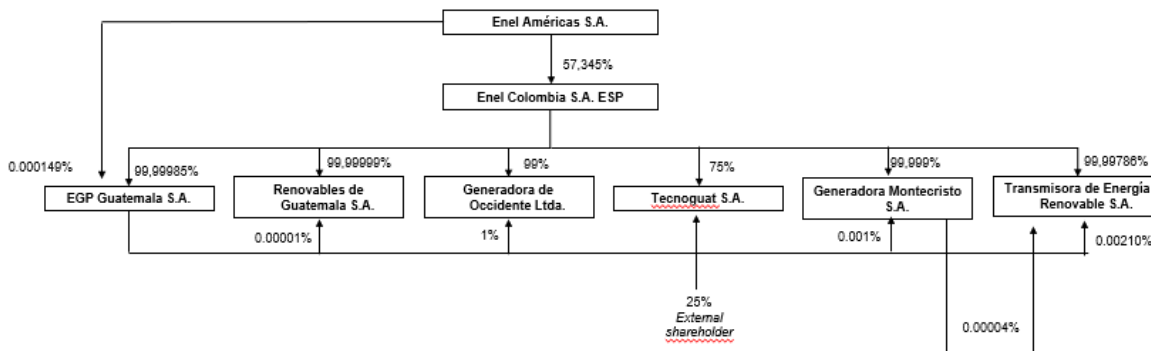 Enel Américas S.A.
57,345%
Enel Colombia S.A. ESP
0.000149%
99,99985%
99,99999%
99%
75%
99,999%
99,99786%
EGP Guatemala S.A.
Renovables de
Guatemala S.A.
Generadora de
Occidente Ltda.
Tecnoguat S.A.
Generadora Montecristo
S.A.
Transmisora de Energía
Renovable S.A.
0.00001%
1%
0.001%
0.00210%
25%
External
shareholder
0.00004%